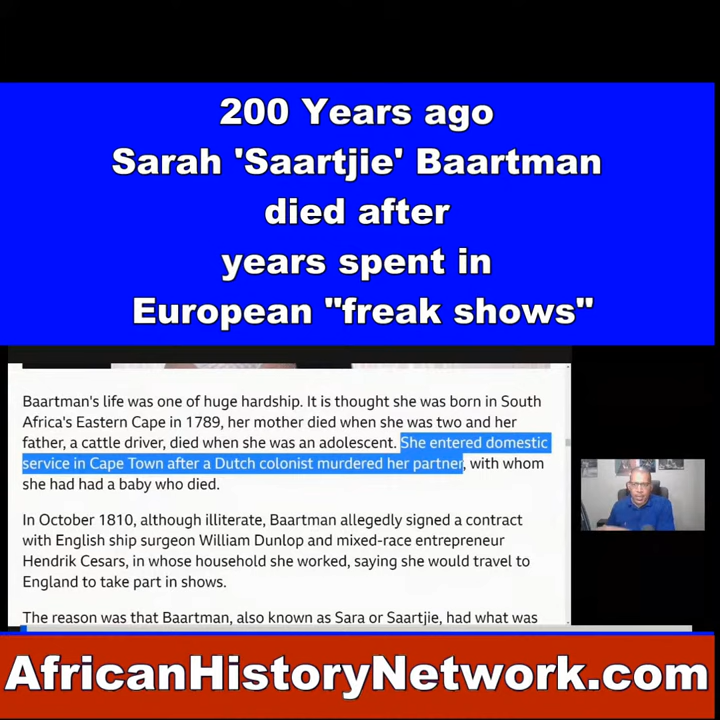 200 Years ago
Sarah 'Saartjie' Baartman
died after
years spent in
European "freak shows"
Baartman's life was one of huge hardship. It is thought she was born in South
Africa's Eastern Cape in 1789, her mother died when she was two and her
father, a cattle driver, died when she was an adolescent. She entered domestic
service in Cape Town after a Dutch colonist murdered her partner, with whom
she had had a baby who died.
In October 1810, although illiterate, Baartman allegedly signed a contract
with English ship surgeon William Dunlop and mixed-race entrepreneur
Hendrik Cesars, in whose household she worked, saying she would travel to
England to take part in shows.
The reason was that Baartman, also known as Sara or Saartjie, had what was
AfricanHistoryNetwork.com